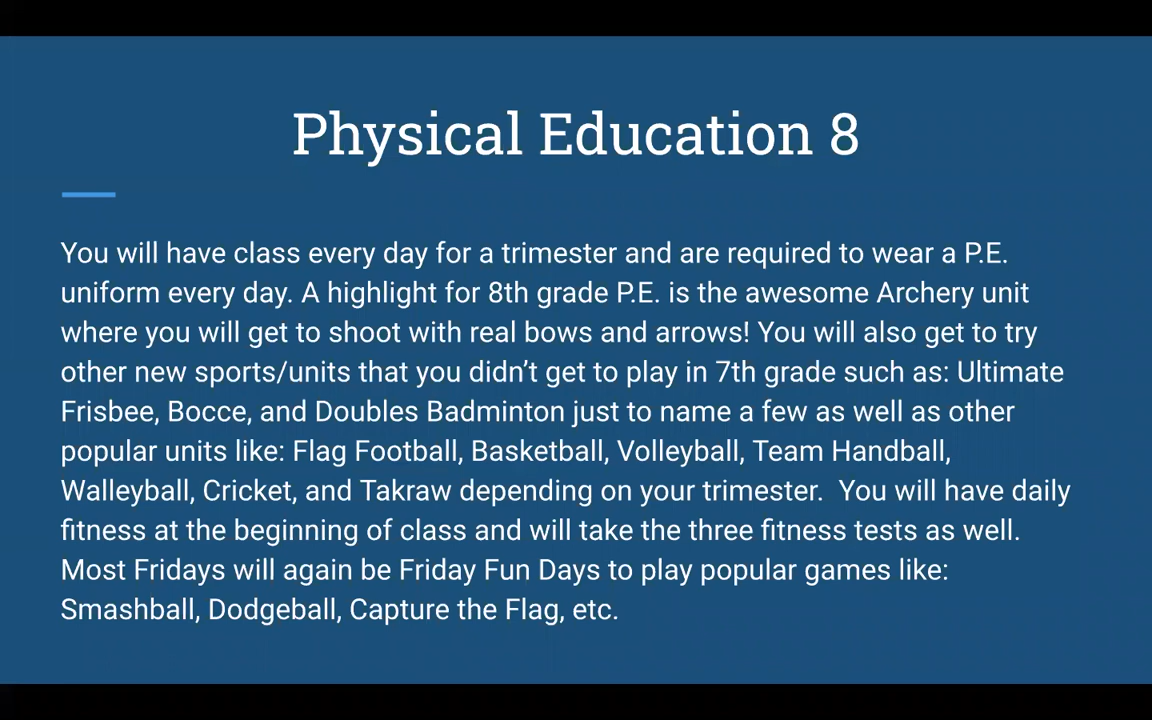 Physical Education 8
You will have class every day for a trimester and are required to wear a P.E.
uniform every day. A highlight for 8th grade P.E. is the awesome Archery unit
where you will get to shoot with real bows and arrows! You will also get to try
other new sports/units that you didn’t get to play in 7th grade such as: Ultimate
Frisbee, Bocce, and Doubles Badminton just to name a few as well as other
popular units like: Flag Football, Basketball, Volleyball, Team Handball,
Walleyball, Cricket, and Takraw depending on your trimester.  You will have daily
fitness at the beginning of class and will take the three fitness tests as well.
Most Fridays will again be Friday Fun Days to play popular games like:
Smashball, Dodgeball, Capture the Flag, etc.